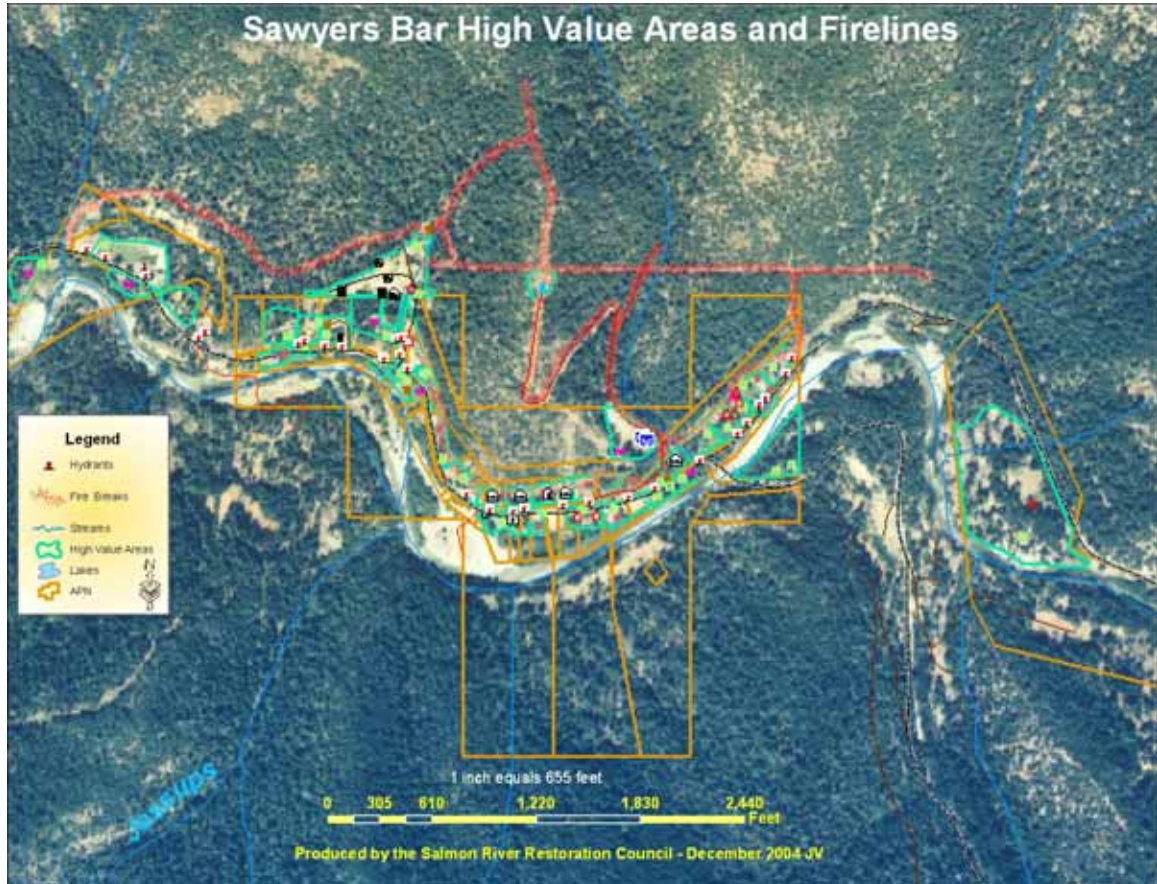 Sawyers Bar High Value Areas and Firelines
Legend
Hydrants
Fire Breaks
Streams
High Value Areas
Lakes
APN
N
S
1 inch equals 655 feet
0 305 610 1,220 1,830 2,440
Feet
Produced by the Salmon River Restoration Council - December 2004 JV